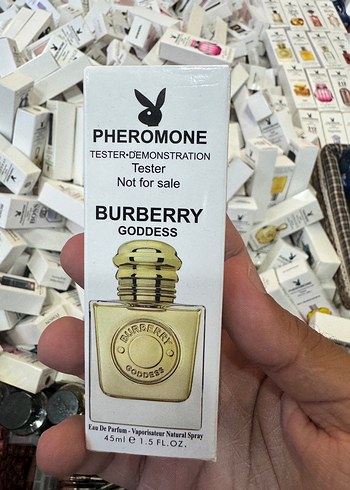 PHEROMONE
TESTER•DEMONSTRATION
Tester
Not for sale
BURBERRY
GODDESS
BURBERRY
GODDESS
Eau De Parfum - Vaporisateur Natural Spray
45ml e 1.5 FL.OZ.